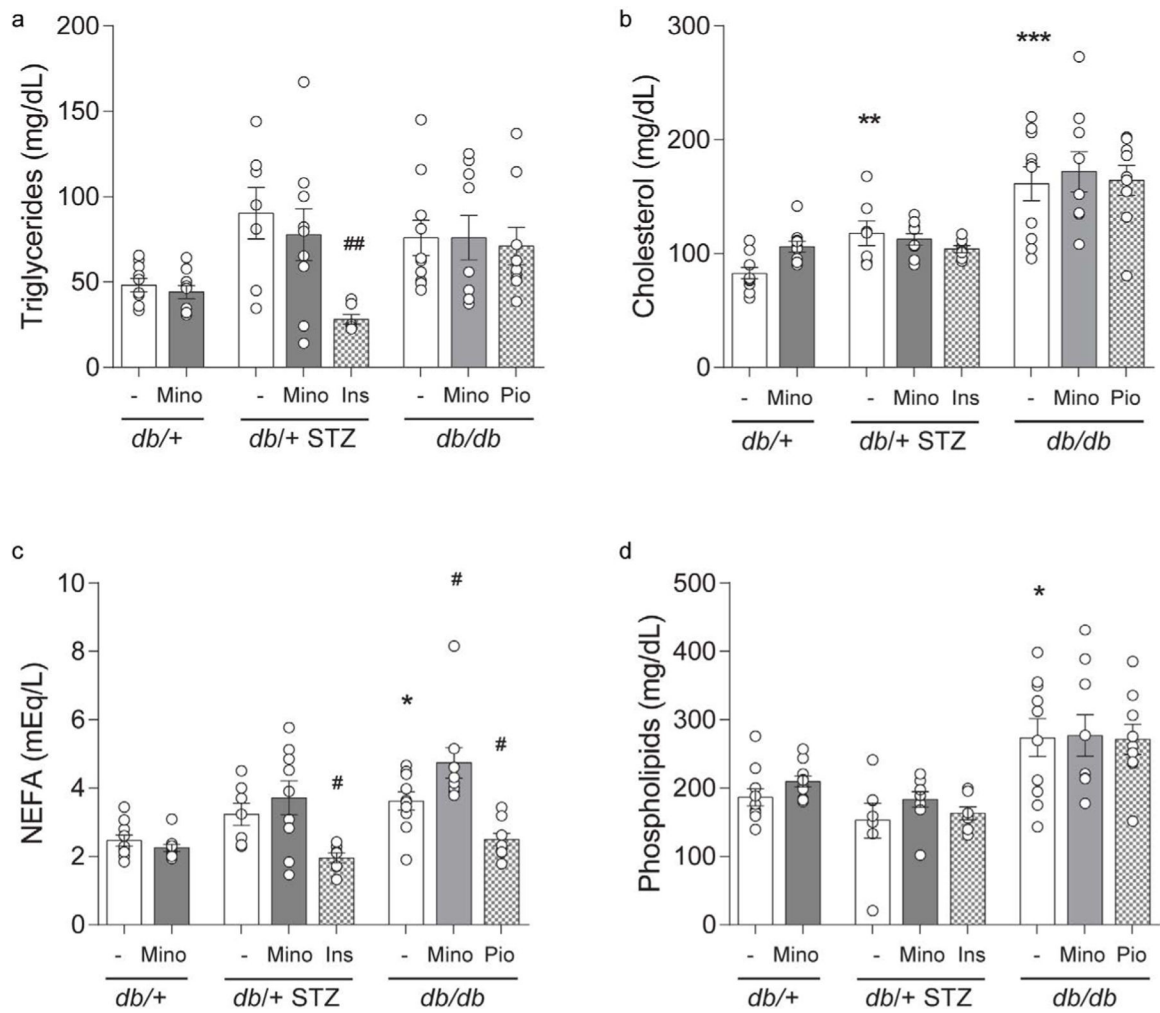 a
Triglycerides (mg/dL)
200
150
100
50
0
##
- Mino - Mino Ins - Mino Pio
db/+ db/+ STZ db/db
b
Cholesterol (mg/dL)
300
200
100
0
**
***
- Mino - Mino Ins - Mino Pio
db/+ db/+ STZ db/db
c
NEFA (mEq/L)
10
8
6
4
2
0
#
*
#
#
- Mino - Mino Ins - Mino Pio
db/+ db/+ STZ db/db
d
Phospholipids (mg/dL)
500
400
300
200
100
0
*
- Mino - Mino Ins - Mino Pio
db/+ db/+ STZ db/db